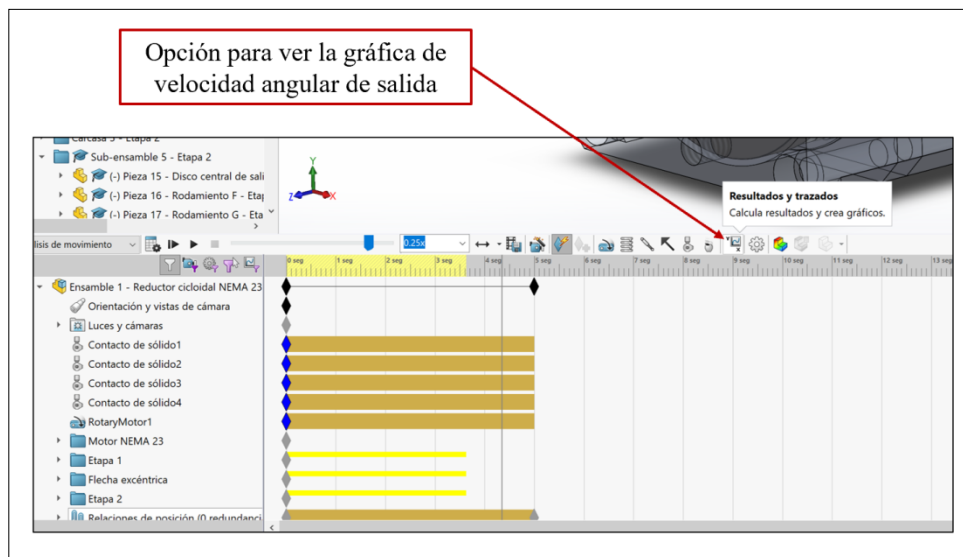 Opción para ver la gráfica de
velocidad angular de salida
Carcasa 3 - Etapa 2
Sub-ensamble 5 - Etapa 2
(-) Pieza 15 - Disco central de sali
(-) Pieza 16 - Rodamiento F - Etap
(-) Pieza 17 - Rodamiento G - Eta
Y
Z X
Resultados y trazados
Calcula resultados y crea gráficos.
lisis de movimiento
0.25x
0 seg 1 seg 2 seg 3 seg 4 seg 5 seg 6 seg 7 seg 8 seg 9 seg 10 seg 11 seg 12 seg 13 seg
Ensamble 1 - Reductor cicloidal NEMA 23
Orientación y vistas de cámara
Luces y cámaras
Contacto de sólido1
Contacto de sólido2
Contacto de sólido3
Contacto de sólido4
RotaryMotor1
Motor NEMA 23
Etapa 1
Flecha excéntrica
Etapa 2
Relaciones de posición (0 redundanci